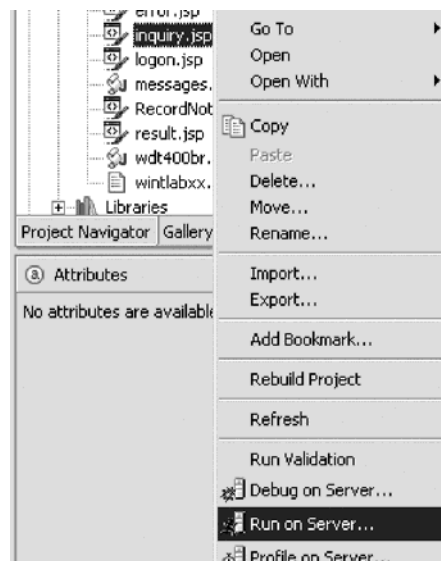 error.jsp
inquiry.jsp
logon.jsp
messages.
RecordNot
result.jsp
wdt400br.
wintlabxx.
Libraries
Project Navigator
Gallery
Attributes
No attributes are available
Go To
Open
Open With
Copy
Paste
Delete...
Move...
Rename...
Import...
Export...
Add Bookmark...
Rebuild Project
Refresh
Run Validation
Debug on Server...
Run on Server...
Profile on Server...